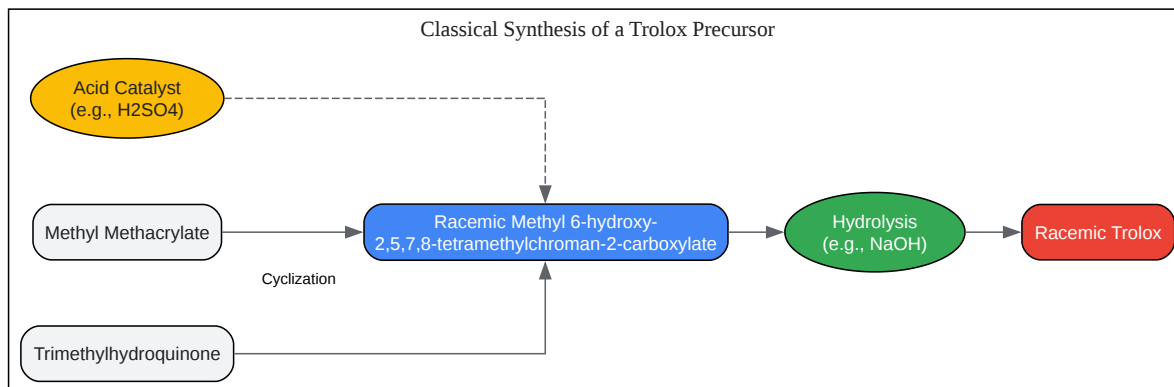 Classical Synthesis of a Trolox Precursor
Acid Catalyst
(e.g., H2SO4)
Methyl Methacrylate
Racemic Methyl 6-hydroxy-
2,5,7,8-tetramethylchroman-2-carboxylate
Hydrolysis
(e.g., NaOH)
Racemic Trolox
Cyclization
Trimethylhydroquinone